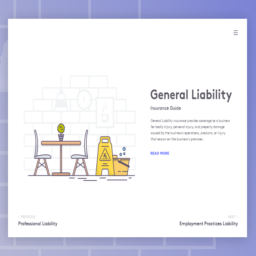 General Liability
Insurance Guide
General Liability insurance provides coverage to a business
for bodily injury, personal injury, and property damage
caused by the business's operations, products, or injury
that occurs on the business's premises.
READ MORE
PREVIOUS
NEXT
Professional Liability
Employment Practices Liability